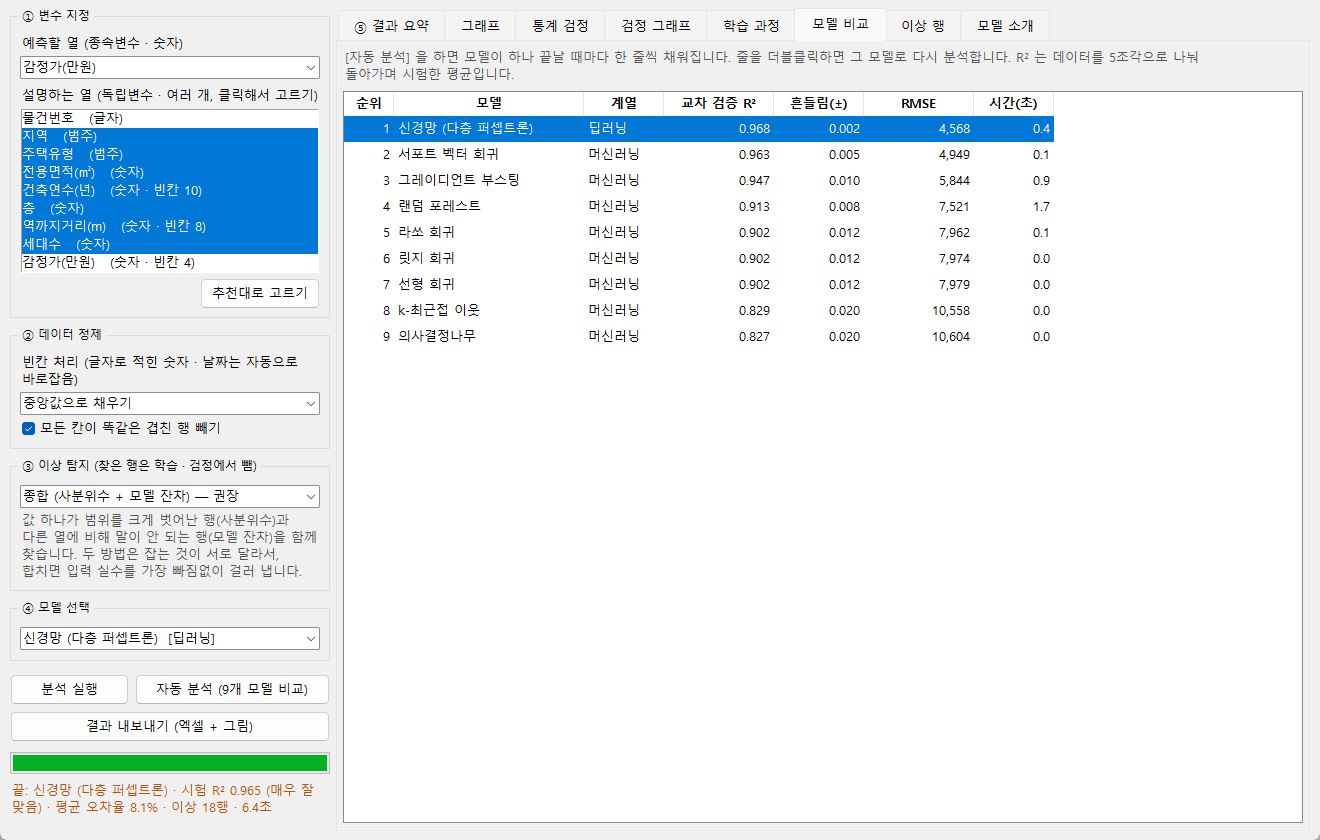 ① 변수 지정
예측할 열 (종속변수 · 숫자)
감정가(만원)
설명하는 열 (독립변수 · 여러 개, 클릭해서 고르기)
물건번호 (글자)
지역 (범주)
주택유형 (범주)
전용면적(㎡) (숫자)
건축연수(년) (숫자 · 빈칸 10)
층 (숫자)
역까지거리(m) (숫자 · 빈칸 8)
세대수 (숫자)
감정가(만원) (숫자 · 빈칸 4)
추천대로 고르기
② 데이터 정제
빈칸 처리 (글자로 적힌 숫자 · 날짜는 자동으로
바로잡음)
중앙값으로 채우기
모든 칸이 똑같은 겹친 행 빼기
③ 이상 탐지 (찾은 행은 학습 · 검정에서 뺌)
종합 (사분위수 + 모델 잔차) — 권장
값 하나가 범위를 크게 벗어난 행(사분위수)과
다른 열에 비해 말이 안 되는 행(모델 잔차)을 함께
찾습니다. 두 방법은 잡는 것이 서로 달라서,
합치면 입력 실수를 가장 빠짐없이 걸러 냅니다.
④ 모델 선택
신경망 (다층 퍼셉트론) [딥러닝]
분석 실행
자동 분석 (9개 모델 비교)
결과 내보내기 (엑셀 + 그림)
끝: 신경망 (다층 퍼셉트론) · 시험 R² 0.965 (매우 잘
맞음) · 평균 오차율 8.1% · 이상 18행 · 6.4초
⑤ 결과 요약 그래프 통계 검정 검정 그래프 학습 과정 모델 비교 이상 행 모델 소개
[자동 분석] 을 하면 모델이 하나 끝날 때마다 한 줄씩 채워집니다. 줄을 더블클릭하면 그 모델로 다시 분석합니다. R² 는 데이터를 5조각으로 나눠
돌아가며 시험한 평균입니다.
순위 모델 계열 교차 검증 R² 흔들림(±) RMSE 시간(초)
1 신경망 (다층 퍼셉트론) 딥러닝 0.968 0.002 4,568 0.4
2 서포트 벡터 회귀 머신러닝 0.963 0.005 4,949 0.1
3 그레이디언트 부스팅 머신러닝 0.947 0.010 5,844 0.9
4 랜덤 포레스트 머신러닝 0.913 0.008 7,521 1.7
5 라쏘 회귀 머신러닝 0.902 0.012 7,962 0.1
6 릿지 회귀 머신러닝 0.902 0.012 7,974 0.0
7 선형 회귀 머신러닝 0.902 0.012 7,979 0.0
8 k-최근접 이웃 머신러닝 0.829 0.020 10,558 0.0
9 의사결정나무 머신러닝 0.827 0.020 10,604 0.0